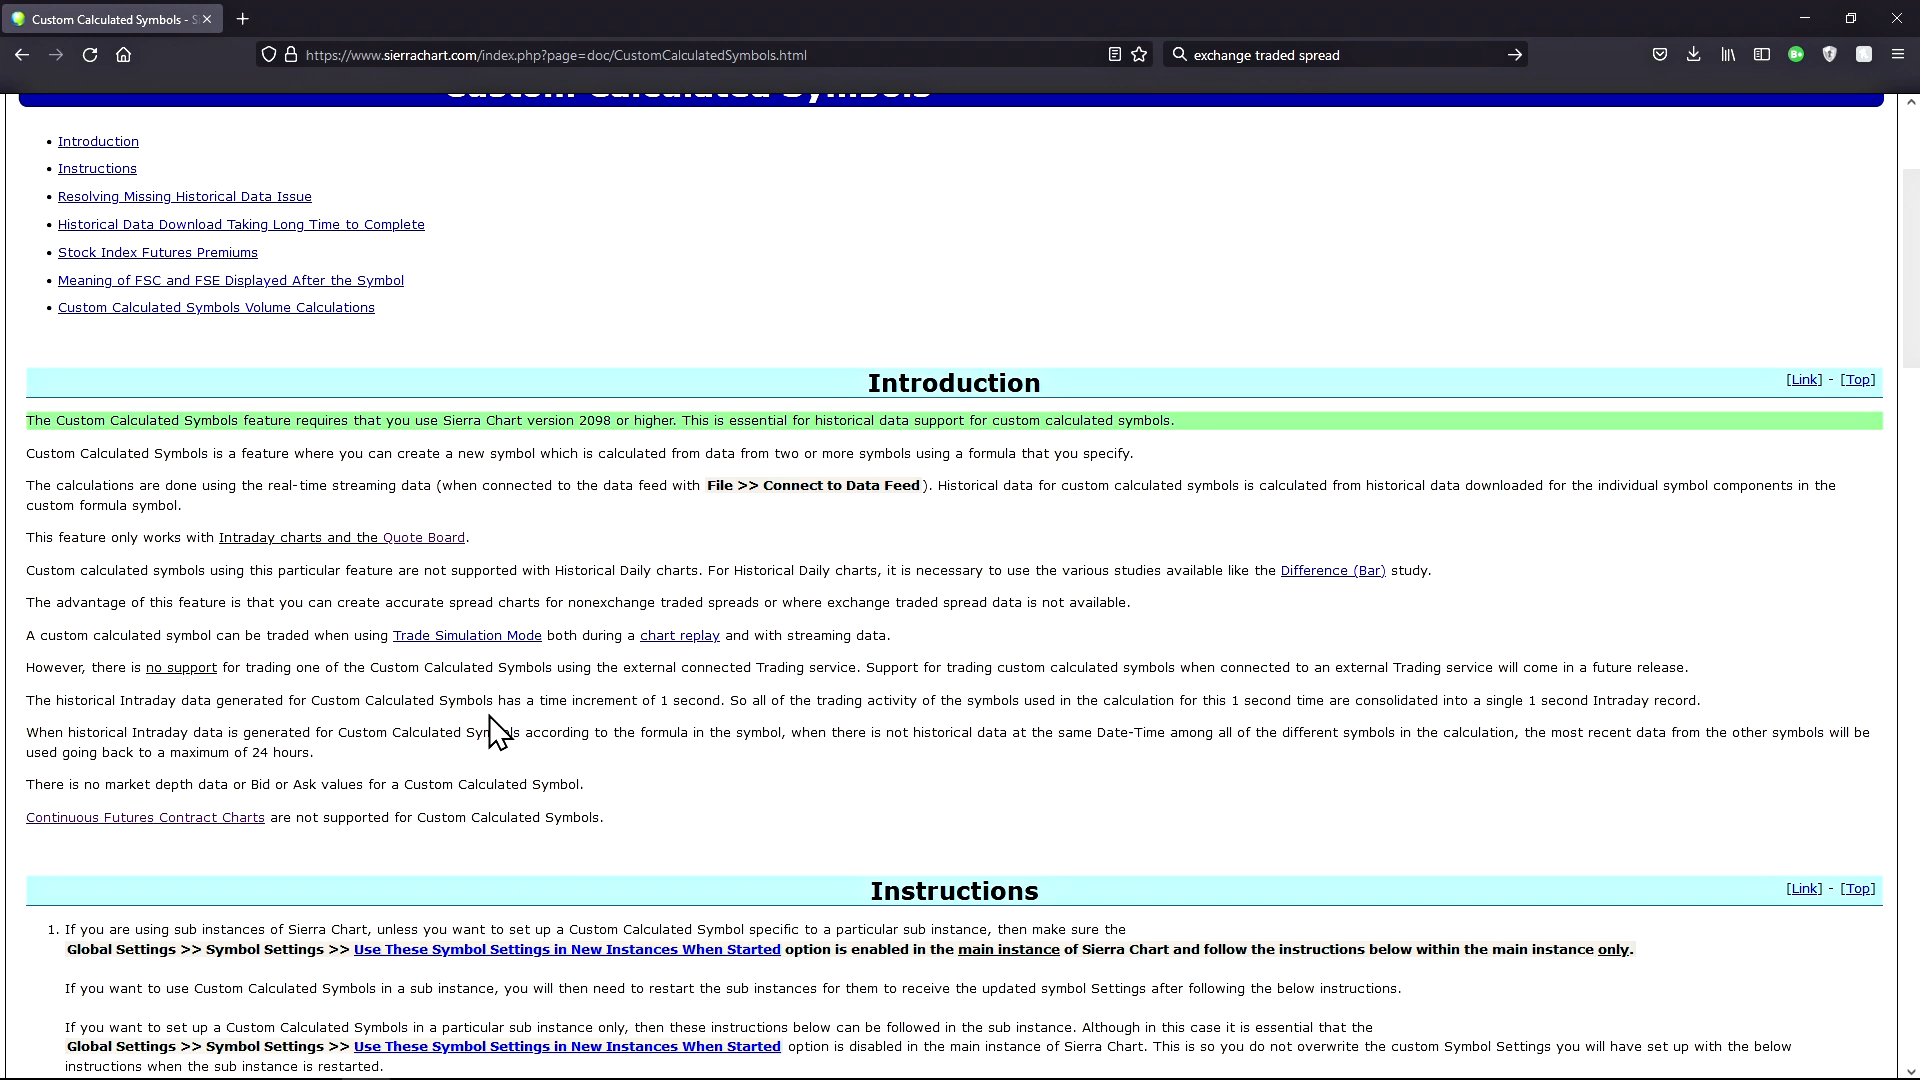 Custom Calculated Symbols - S
https://www.sierrachart.com/index.php?page=doc/CustomCalculatedSymbols.html
exchange traded spread
Custom Calculated Symbols
• Introduction
• Instructions
• Resolving Missing Historical Data Issue
• Historical Data Download Taking Long Time to Complete
• Stock Index Futures Premiums
• Meaning of FSC and FSE Displayed After the Symbol
• Custom Calculated Symbols Volume Calculations
Introduction
[Link] - [Top]
The Custom Calculated Symbols feature requires that you use Sierra Chart version 2098 or higher. This is essential for historical data support for custom calculated symbols.
Custom Calculated Symbols is a feature where you can create a new symbol which is calculated from data from two or more symbols using a formula that you specify.
The calculations are done using the real-time streaming data (when connected to the data feed with File >> Connect to Data Feed). Historical data for custom calculated symbols is calculated from historical data downloaded for the individual symbol components in the
custom formula symbol.
This feature only works with Intraday charts and the Quote Board.
Custom calculated symbols using this particular feature are not supported with Historical Daily charts. For Historical Daily charts, it is necessary to use the various studies available like the Difference (Bar) study.
The advantage of this feature is that you can create accurate spread charts for nonexchange traded spreads or where exchange traded spread data is not available.
A custom calculated symbol can be traded when using Trade Simulation Mode both during a chart replay and with streaming data.
However, there is no support for trading one of the Custom Calculated Symbols using the external connected Trading service. Support for trading custom calculated symbols when connected to an external Trading service will come in a future release.
The historical Intraday data generated for Custom Calculated Symbols has a time increment of 1 second. So all of the trading activity of the symbols used in the calculation for this 1 second time are consolidated into a single 1 second Intraday record.
When historical Intraday data is generated for Custom Calculated Symbols according to the formula in the symbol, when there is not historical data at the same Date-Time among all of the different symbols in the calculation, the most recent data from the other symbols will be
used going back to a maximum of 24 hours.
There is no market depth data or Bid or Ask values for a Custom Calculated Symbol.
Continuous Futures Contract Charts are not supported for Custom Calculated Symbols.
Instructions
[Link] - [Top]
1. If you are using sub instances of Sierra Chart, unless you want to set up a Custom Calculated Symbol specific to a particular sub instance, then make sure the
Global Settings >> Symbol Settings >> Use These Symbol Settings in New Instances When Started option is enabled in the main instance of Sierra Chart and follow the instructions below within the main instance only.
If you want to use Custom Calculated Symbols in a sub instance, you will then need to restart the sub instances for them to receive the updated symbol Settings after following the below instructions.
If you want to set up a Custom Calculated Symbols in a particular sub instance only, then these instructions below can be followed in the sub instance. Although in this case it is essential that the
Global Settings >> Symbol Settings >> Use These Symbol Settings in New Instances When Started option is disabled in the main instance of Sierra Chart. This is so you do not overwrite the custom Symbol Settings you will have set up with the below
instructions when the sub instance is restarted.